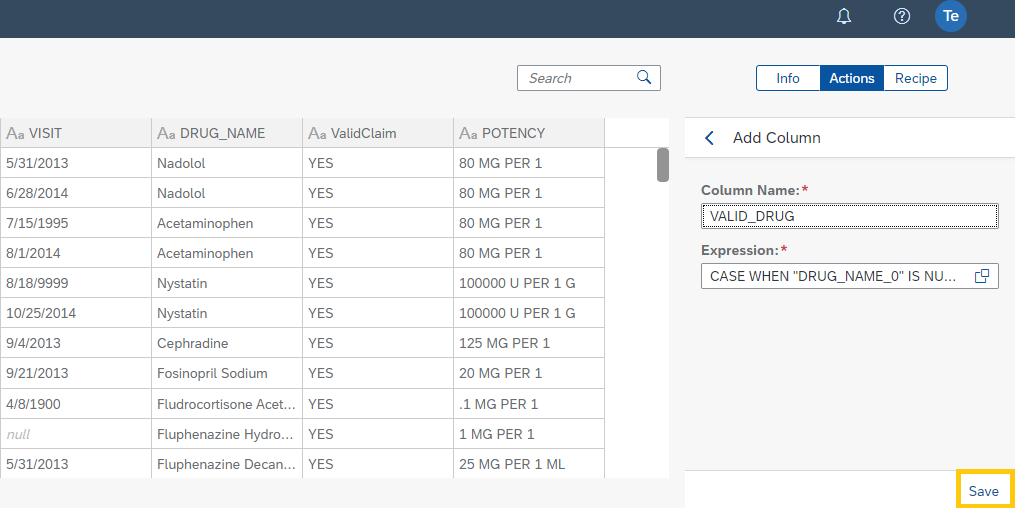 Te
Search
Info Actions Recipe
Aa VISIT Aa DRUG_NAME Aa ValidClaim Aa POTENCY
5/31/2013 Nadolol YES 80 MG PER 1
6/28/2014 Nadolol YES 80 MG PER 1
7/15/1995 Acetaminophen YES 80 MG PER 1
8/1/2014 Acetaminophen YES 80 MG PER 1
8/18/9999 Nystatin YES 100000 U PER 1 G
10/25/2014 Nystatin YES 100000 U PER 1 G
9/4/2013 Cephradine YES 125 MG PER 1
9/21/2013 Fosinopril Sodium YES 20 MG PER 1
4/8/1900 Fludrocortisone Acet... YES .1 MG PER 1
null Fluphenazine Hydro... YES 1 MG PER 1
5/31/2013 Fluphenazine Decan... YES 25 MG PER 1 ML
Add Column
Column Name:*
VALID_DRUG
Expression:*
CASE WHEN "DRUG_NAME_0" IS NU...
Save